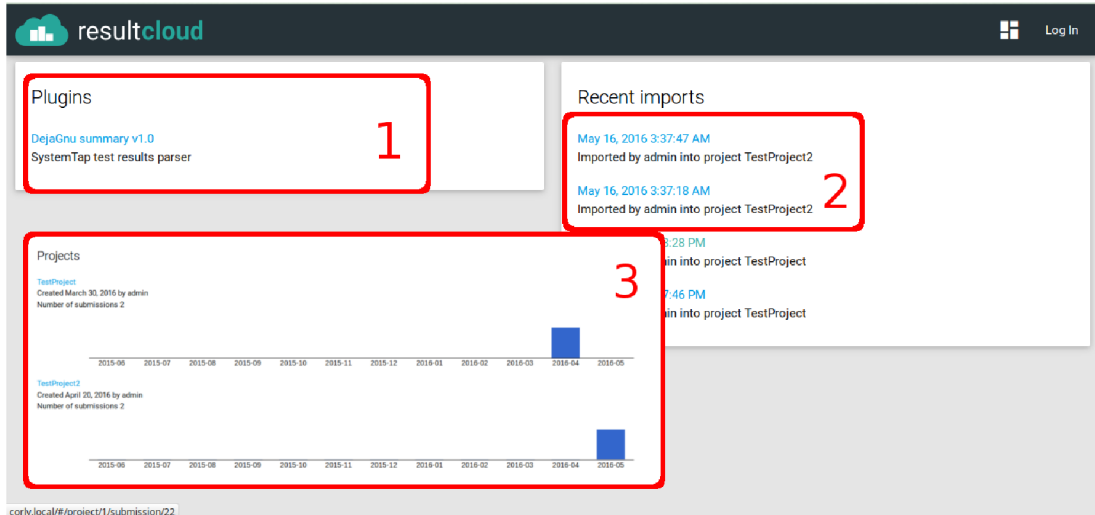 resultcloud
Log In
Plugins
DejaGnu summary v1.0
SystemTap test results parser
1
Recent imports
May 16, 2016 3:37:47 AM
Imported by admin into project TestProject2
May 16, 2016 3:37:18 AM
Imported by admin into project TestProject2
2
:28 PM
in into project TestProject
:46 PM
in into project TestProject
Projects
3
TestProject
Created March 30, 2016 by admin
Number of submissions 2
2015-06 2015-07 2015-08 2015-09 2015-10 2015-11 2015-12 2016-01 2016-02 2016-03 2016-04 2016-05
TestProject2
Created April 20, 2016 by admin
Number of submissions 2
2015-06 2015-07 2015-08 2015-09 2015-10 2015-11 2015-12 2016-01 2016-02 2016-03 2016-04 2016-05
corly.local/#/project/1/submission/22